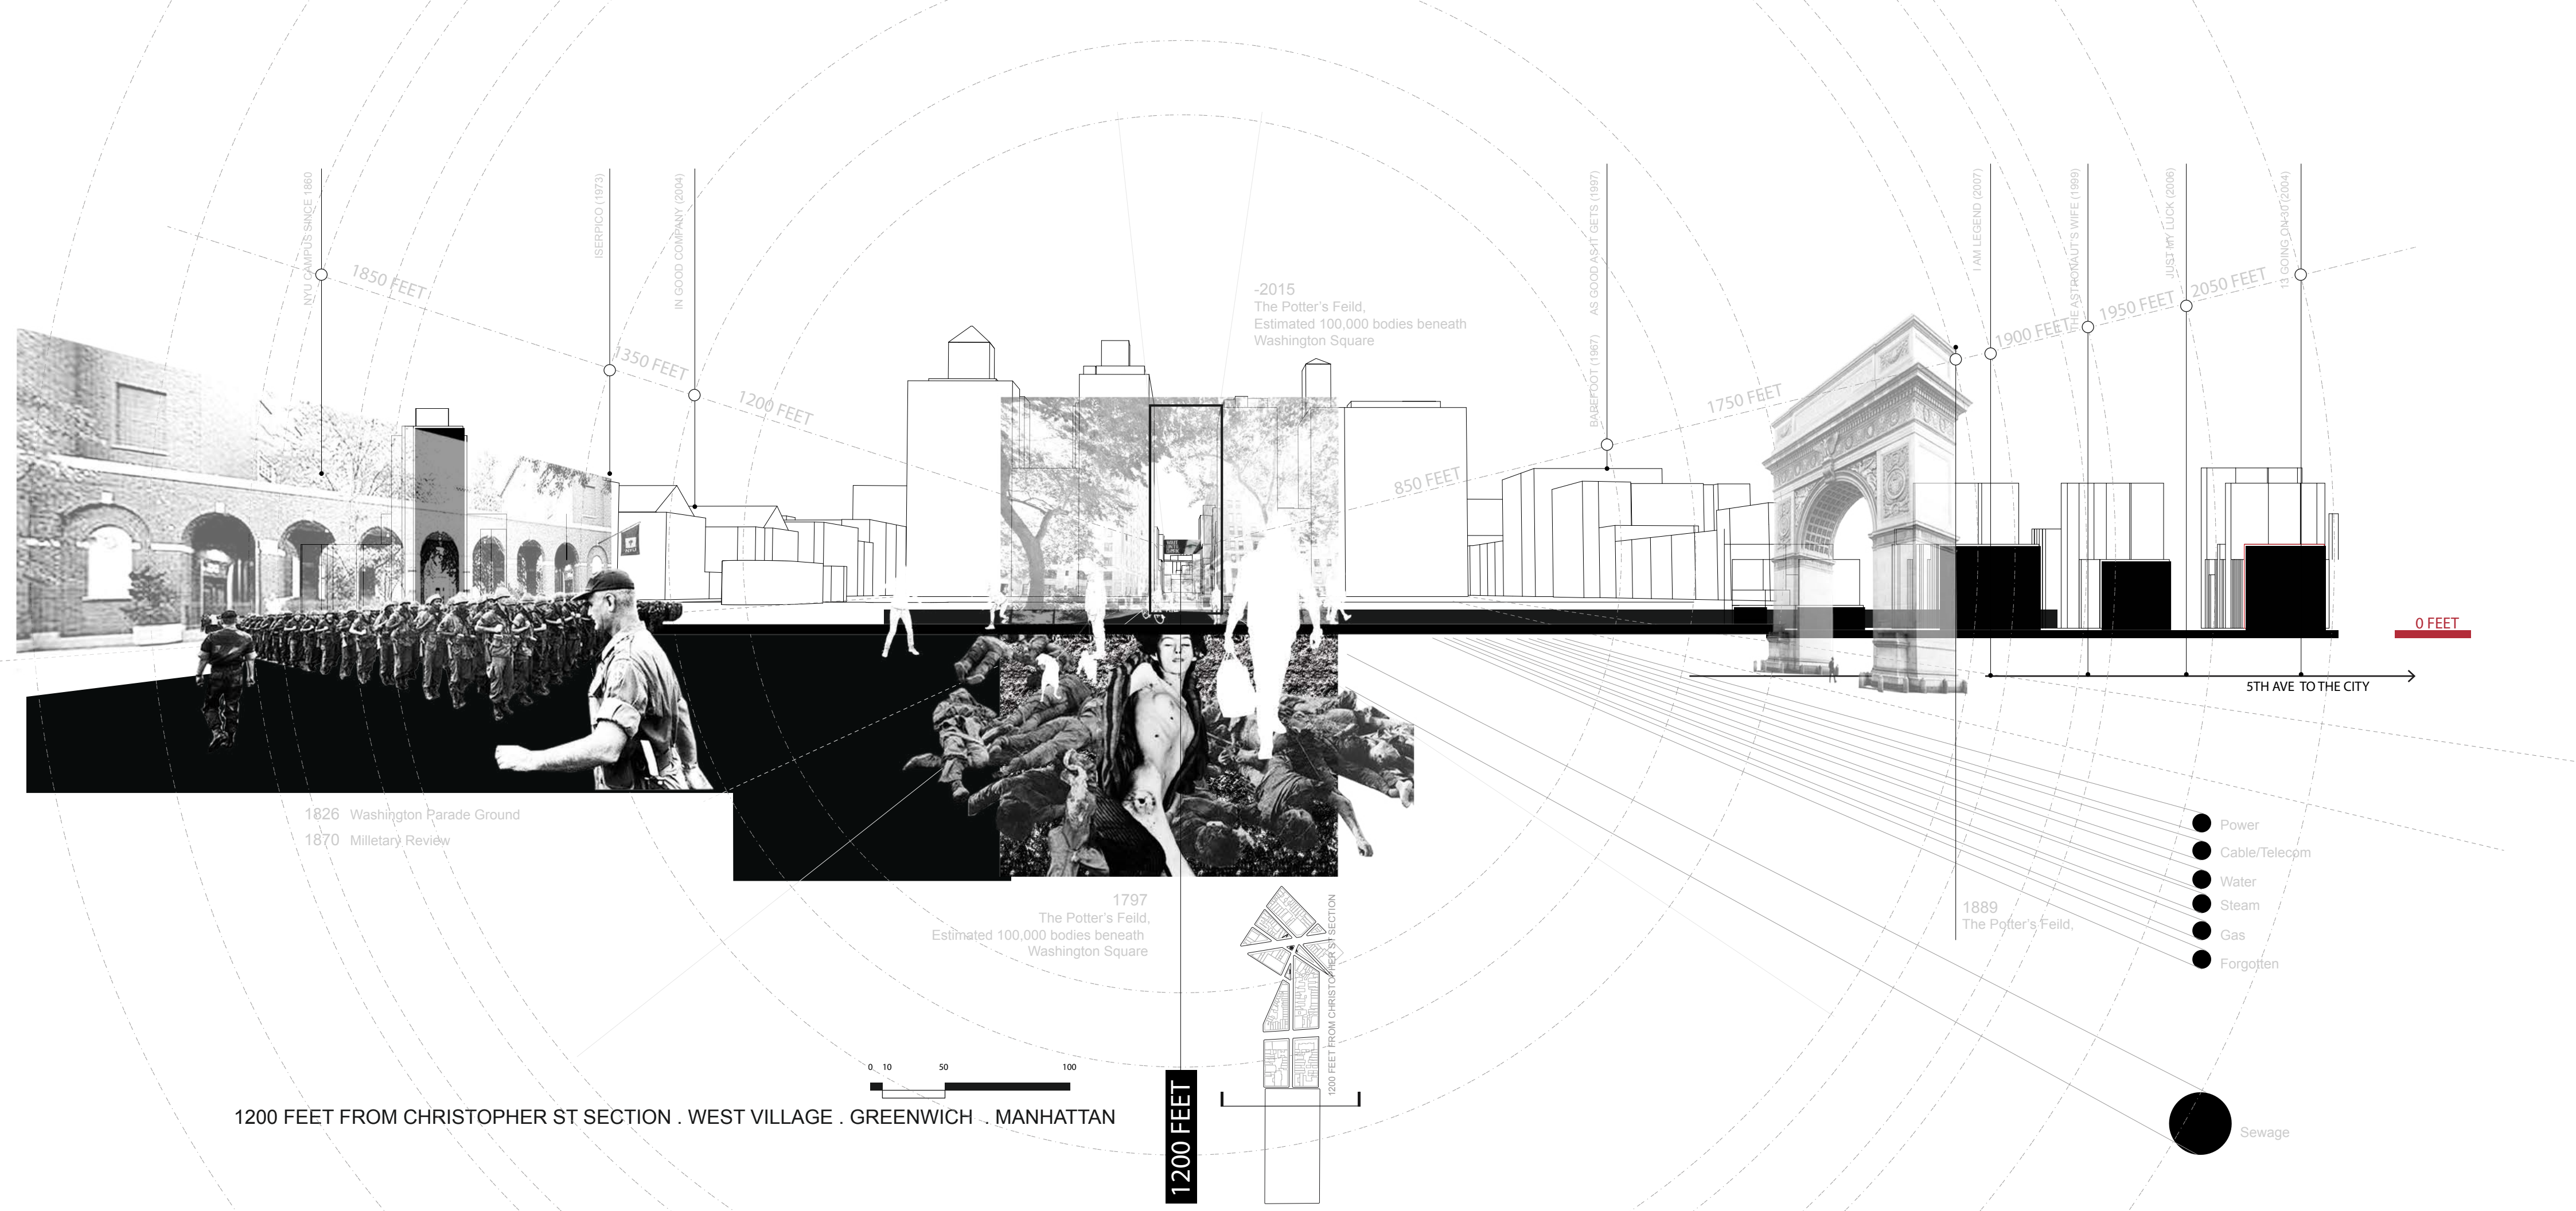 NYU CAMPUS SINCE 1860
ISERPICO (1973)
IN GOOD COMPANY (2004)
BAREFOOT (1967)
AS GOOD AS IT GETS (1997)
I AM LEGEND (2007)
THE ASTRONAUT'S WIFE (1999)
JUST MY LUCK (2006)
13 GOING ON 30 (2004)
1850 FEET
1350 FEET
1200 FEET
850 FEET
1750 FEET
1900 FEET
1950 FEET
2050 FEET
-2015
The Potter's Feild,
Estimated 100,000 bodies beneath
Washington Square
0 FEET
5TH AVE TO THE CITY
1826 Washington Parade Ground
1870 Milletary Review
1797
The Potter's Feild,
Estimated 100,000 bodies beneath
Washington Square
1889
The Potter's Feild,
Power
Cable/Telecom
Water
Steam
Gas
Forgotten
Sewage
1200 FEET FROM CHRISTOPHER ST SECTION
0 10 50 100
1200 FEET FROM CHRISTOPHER ST SECTION . WEST VILLAGE . GREENWICH . MANHATTAN
1200 FEET